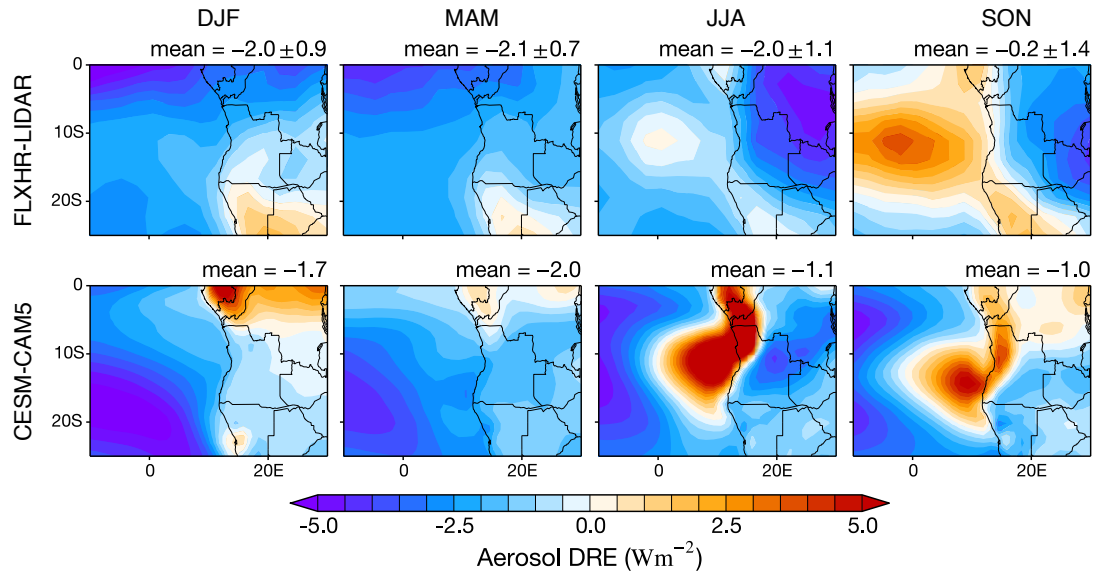 DJF MAM JJA SON
mean = −2.0 ±0.9 mean = −2.1 ±0.7 mean = −2.0 ±1.1 mean = −0.2 ±1.4
FLXHR-LIDAR
0
10S
20S
mean = −1.7 mean = −2.0 mean = −1.1 mean = −1.0
CESM-CAM5
0
10S
20S
0 20E 0 20E 0 20E 0 20E
-5.0 -2.5 0.0 2.5 5.0
Aerosol DRE (Wm⁻²)